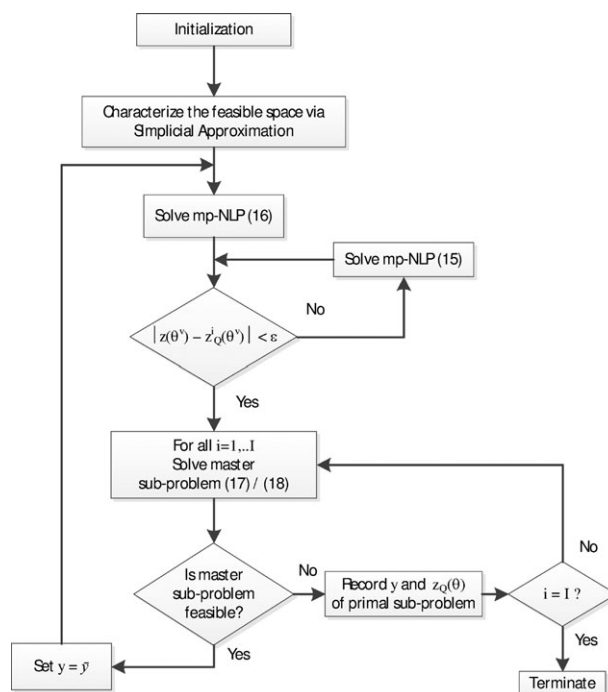 Initialization
Characterize the feasible space via
Simplicial Approximation
Solve mp-NLP (16)
Solve mp-NLP (15)
No
| z(θᵛ) – zⁱQ(θᵛ) | < ε
Yes
For all i=1,..I
Solve master
sub-problem (17) / (18)
No
Is master
sub-problem
feasible?
No
Record y and zQ(θ)
of primal sub-problem
i = I ?
Yes
Yes
Set y = ȳ
Terminate